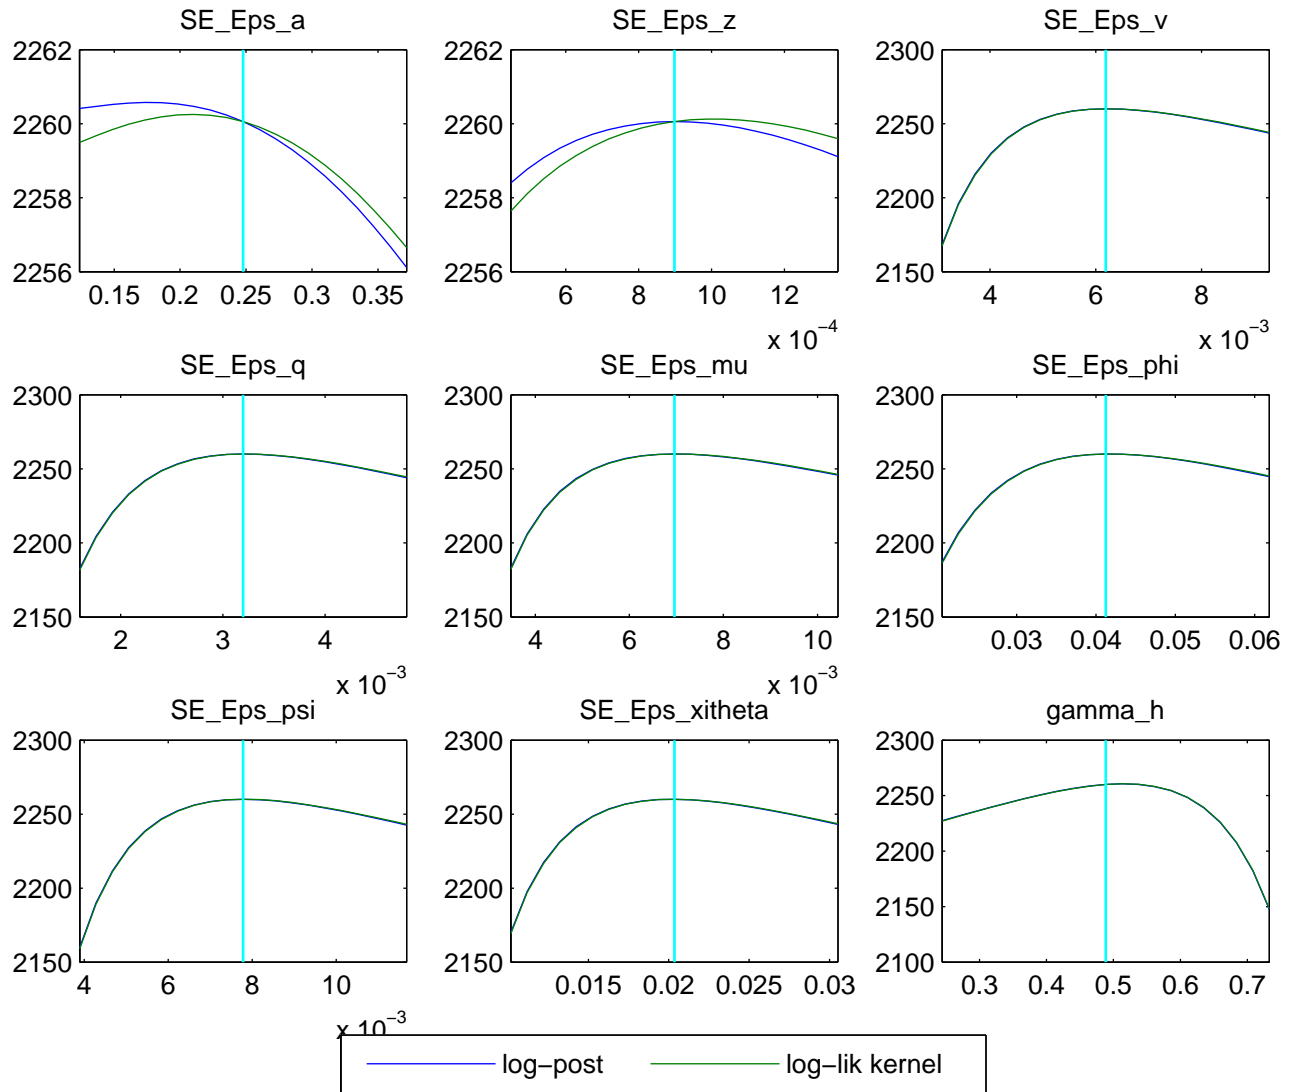 SE_Eps_a
SE_Eps_z
SE_Eps_v
2262
2260
2258
2256
0.15 0.2 0.25 0.3 0.35
2262
2260
2258
2256
6 8 10 12
x 10−4
2300
2250
2200
2150
4 6 8
x 10−3
SE_Eps_q
SE_Eps_mu
SE_Eps_phi
2300
2250
2200
2150
2 3 4
x 10−3
2300
2250
2200
2150
4 6 8 10
x 10−3
2300
2250
2200
2150
0.03 0.04 0.05 0.06
SE_Eps_psi
SE_Eps_xitheta
gamma_h
2300
2250
2200
2150
4 6 8 10
x 10−3
2300
2250
2200
2150
0.015 0.02 0.025 0.03
2300
2250
2200
2150
2100
0.3 0.4 0.5 0.6 0.7
log−post log−lik kernel